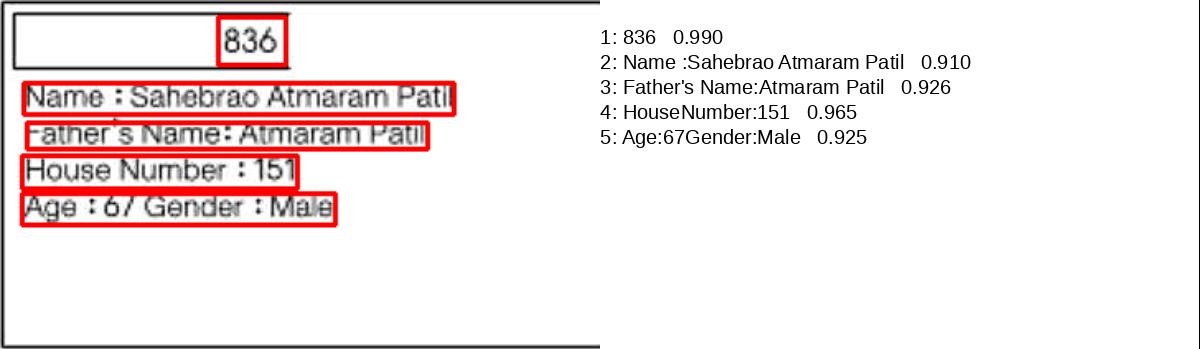 836
Name : Sahebrao Atmaram Patil
Father's Name: Atmaram Patil
House Number : 151
Age : 67 Gender : Male
1: 836 0.990
2: Name :Sahebrao Atmaram Patil 0.910
3: Father's Name:Atmaram Patil 0.926
4: HouseNumber:151 0.965
5: Age:67Gender:Male 0.925